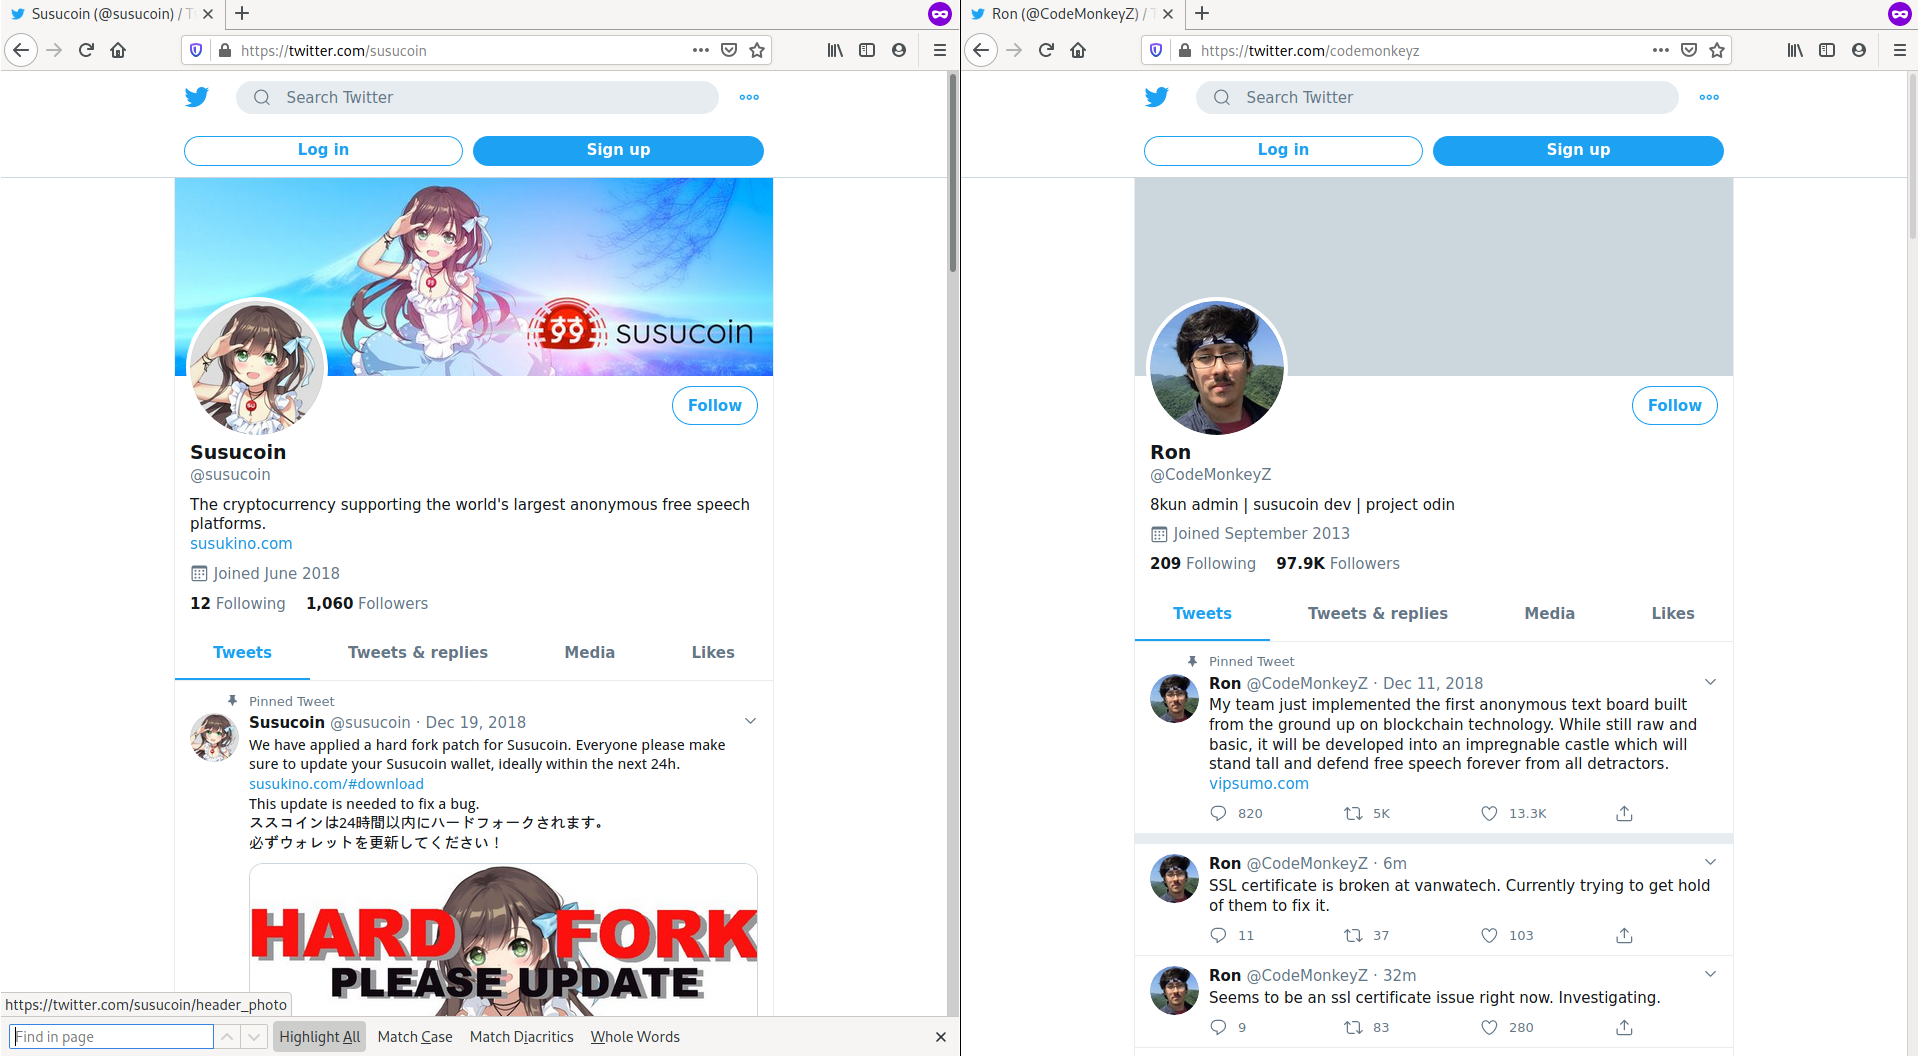 Susucoin (@susucoin) / T
https://twitter.com/susucoin
Search Twitter
Log in
Sign up
susucoin
Follow
Susucoin
@susucoin
The cryptocurrency supporting the world's largest anonymous free speech
platforms.
susukino.com
Joined June 2018
12 Following 1,060 Followers
Tweets Tweets & replies Media Likes
Pinned Tweet
Susucoin @susucoin · Dec 19, 2018
We have applied a hard fork patch for Susucoin. Everyone please make
sure to update your Susucoin wallet, ideally within the next 24h.
susukino.com/#download
This update is needed to fix a bug.
ススコインは24時間以内にハードフォークされます。
必ずウォレットを更新してください！
HARD FORK
PLEASE UPDATE
https://twitter.com/susucoin/header_photo
Find in page
Highlight All Match Case Match Diacritics Whole Words
Ron (@CodeMonkeyZ) / T
https://twitter.com/codemonkeyz
Search Twitter
Log in
Sign up
Follow
Ron
@CodeMonkeyZ
8kun admin | susucoin dev | project odin
Joined September 2013
209 Following 97.9K Followers
Tweets Tweets & replies Media Likes
Pinned Tweet
Ron @CodeMonkeyZ · Dec 11, 2018
My team just implemented the first anonymous text board built
from the ground up on blockchain technology. While still raw and
basic, it will be developed into an impregnable castle which will
stand tall and defend free speech forever from all detractors.
vipsumo.com
820 5K 13.3K
Ron @CodeMonkeyZ · 6m
SSL certificate is broken at vanwatech. Currently trying to get hold
of them to fix it.
11 37 103
Ron @CodeMonkeyZ · 32m
Seems to be an ssl certificate issue right now. Investigating.
9 83 280